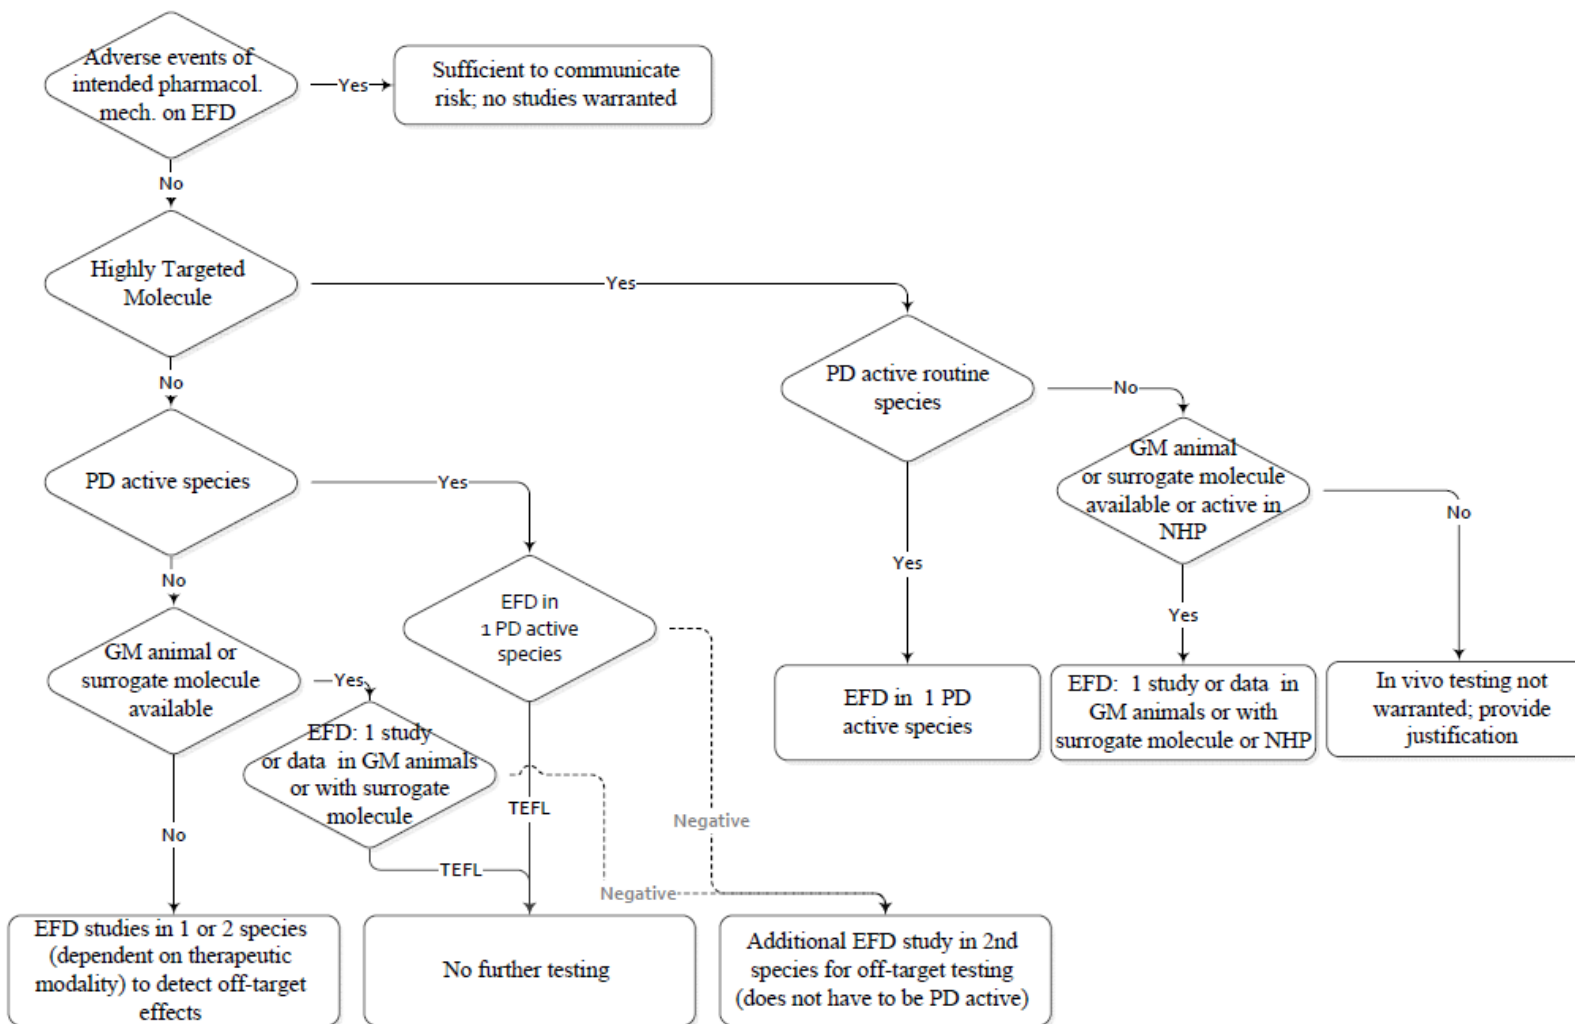 Adverse events of
intended pharmacol.
mech. on EFD
Yes
Sufficient to communicate
risk; no studies warranted
No
Highly Targeted
Molecule
Yes
No
PD active routine
species
No
GM animal
or surrogate molecule
available or active in
NHP
No
Yes
Yes
EFD in 1 PD
active species
EFD: 1 study or data in
GM animals or with
surrogate molecule or NHP
In vivo testing not
warranted; provide
justification
PD active species
Yes
No
EFD in
1 PD active
species
GM animal or
surrogate molecule
available
Yes
EFD: 1 study
or data in GM animals
or with surrogate
molecule
TEFL
Negative
No
TEFL
Negative
EFD studies in 1 or 2 species
(dependent on therapeutic
modality) to detect off-target
effects
No further testing
Additional EFD study in 2nd
species for off-target testing
(does not have to be PD active)